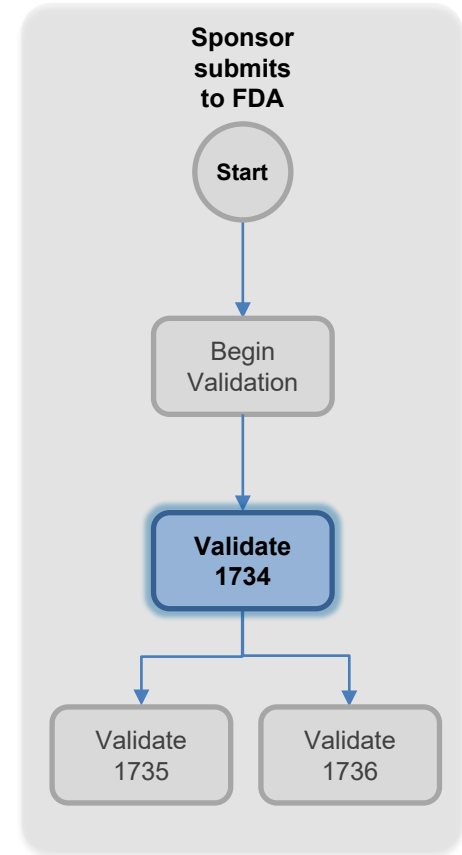 Sponsor
submits
to FDA
Start
Begin
Validation
Validate
1734
Validate
1735
Validate
1736